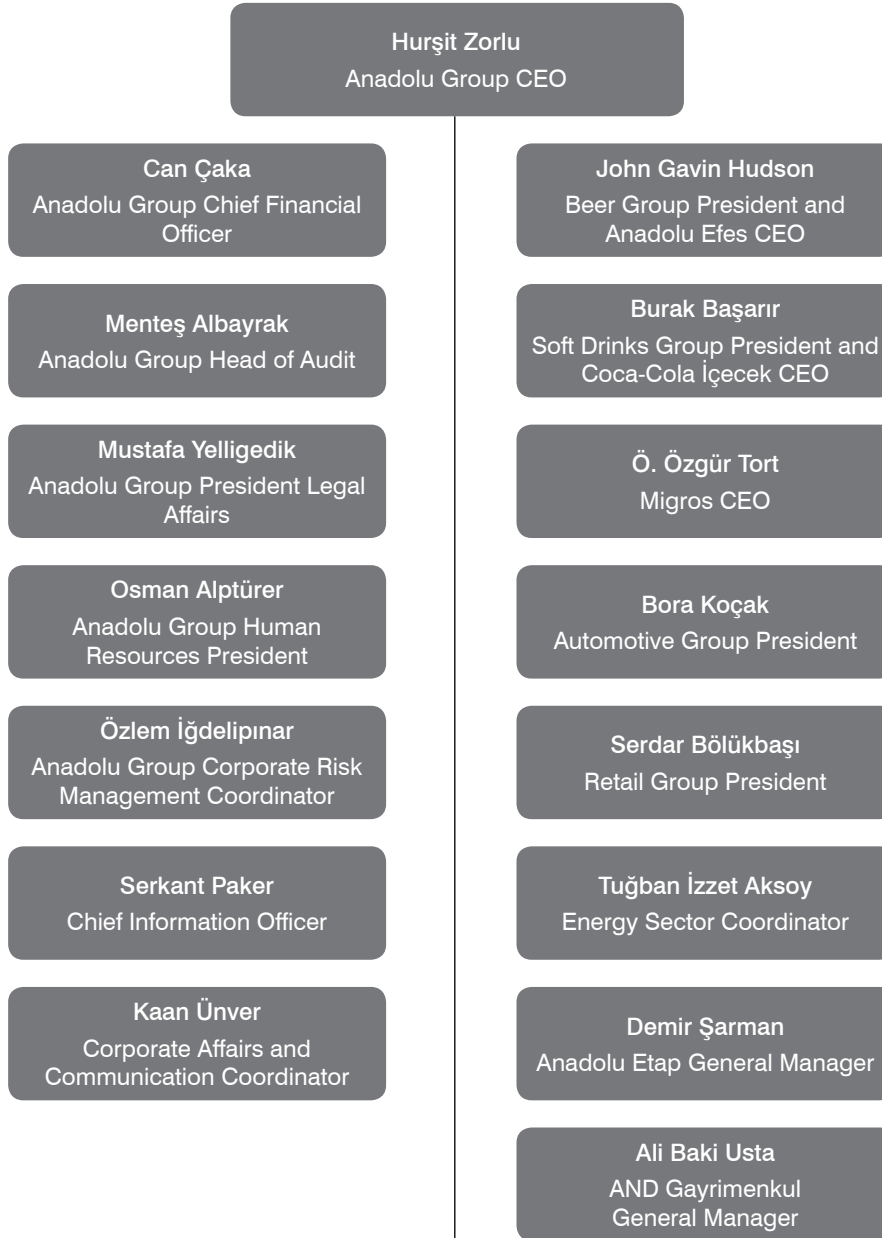 Hurşit Zorlu
Anadolu Group CEO
Can Çaka
Anadolu Group Chief Financial
Officer
Menteş Albayrak
Anadolu Group Head of Audit
Mustafa Yelligedik
Anadolu Group President Legal
Affairs
Osman Alptürer
Anadolu Group Human
Resources President
Özlem İğdelipınar
Anadolu Group Corporate Risk
Management Coordinator
Serkant Paker
Chief Information Officer
Kaan Ünver
Corporate Affairs and
Communication Coordinator
John Gavin Hudson
Beer Group President and
Anadolu Efes CEO
Burak Başarır
Soft Drinks Group President and
Coca-Cola İçecek CEO
Ö. Özgür Tort
Migros CEO
Bora Koçak
Automotive Group President
Serdar Bölükbaşı
Retail Group President
Tuğban İzzet Aksoy
Energy Sector Coordinator
Demir Şarman
Anadolu Etap General Manager
Ali Baki Usta
AND Gayrimenkul
General Manager